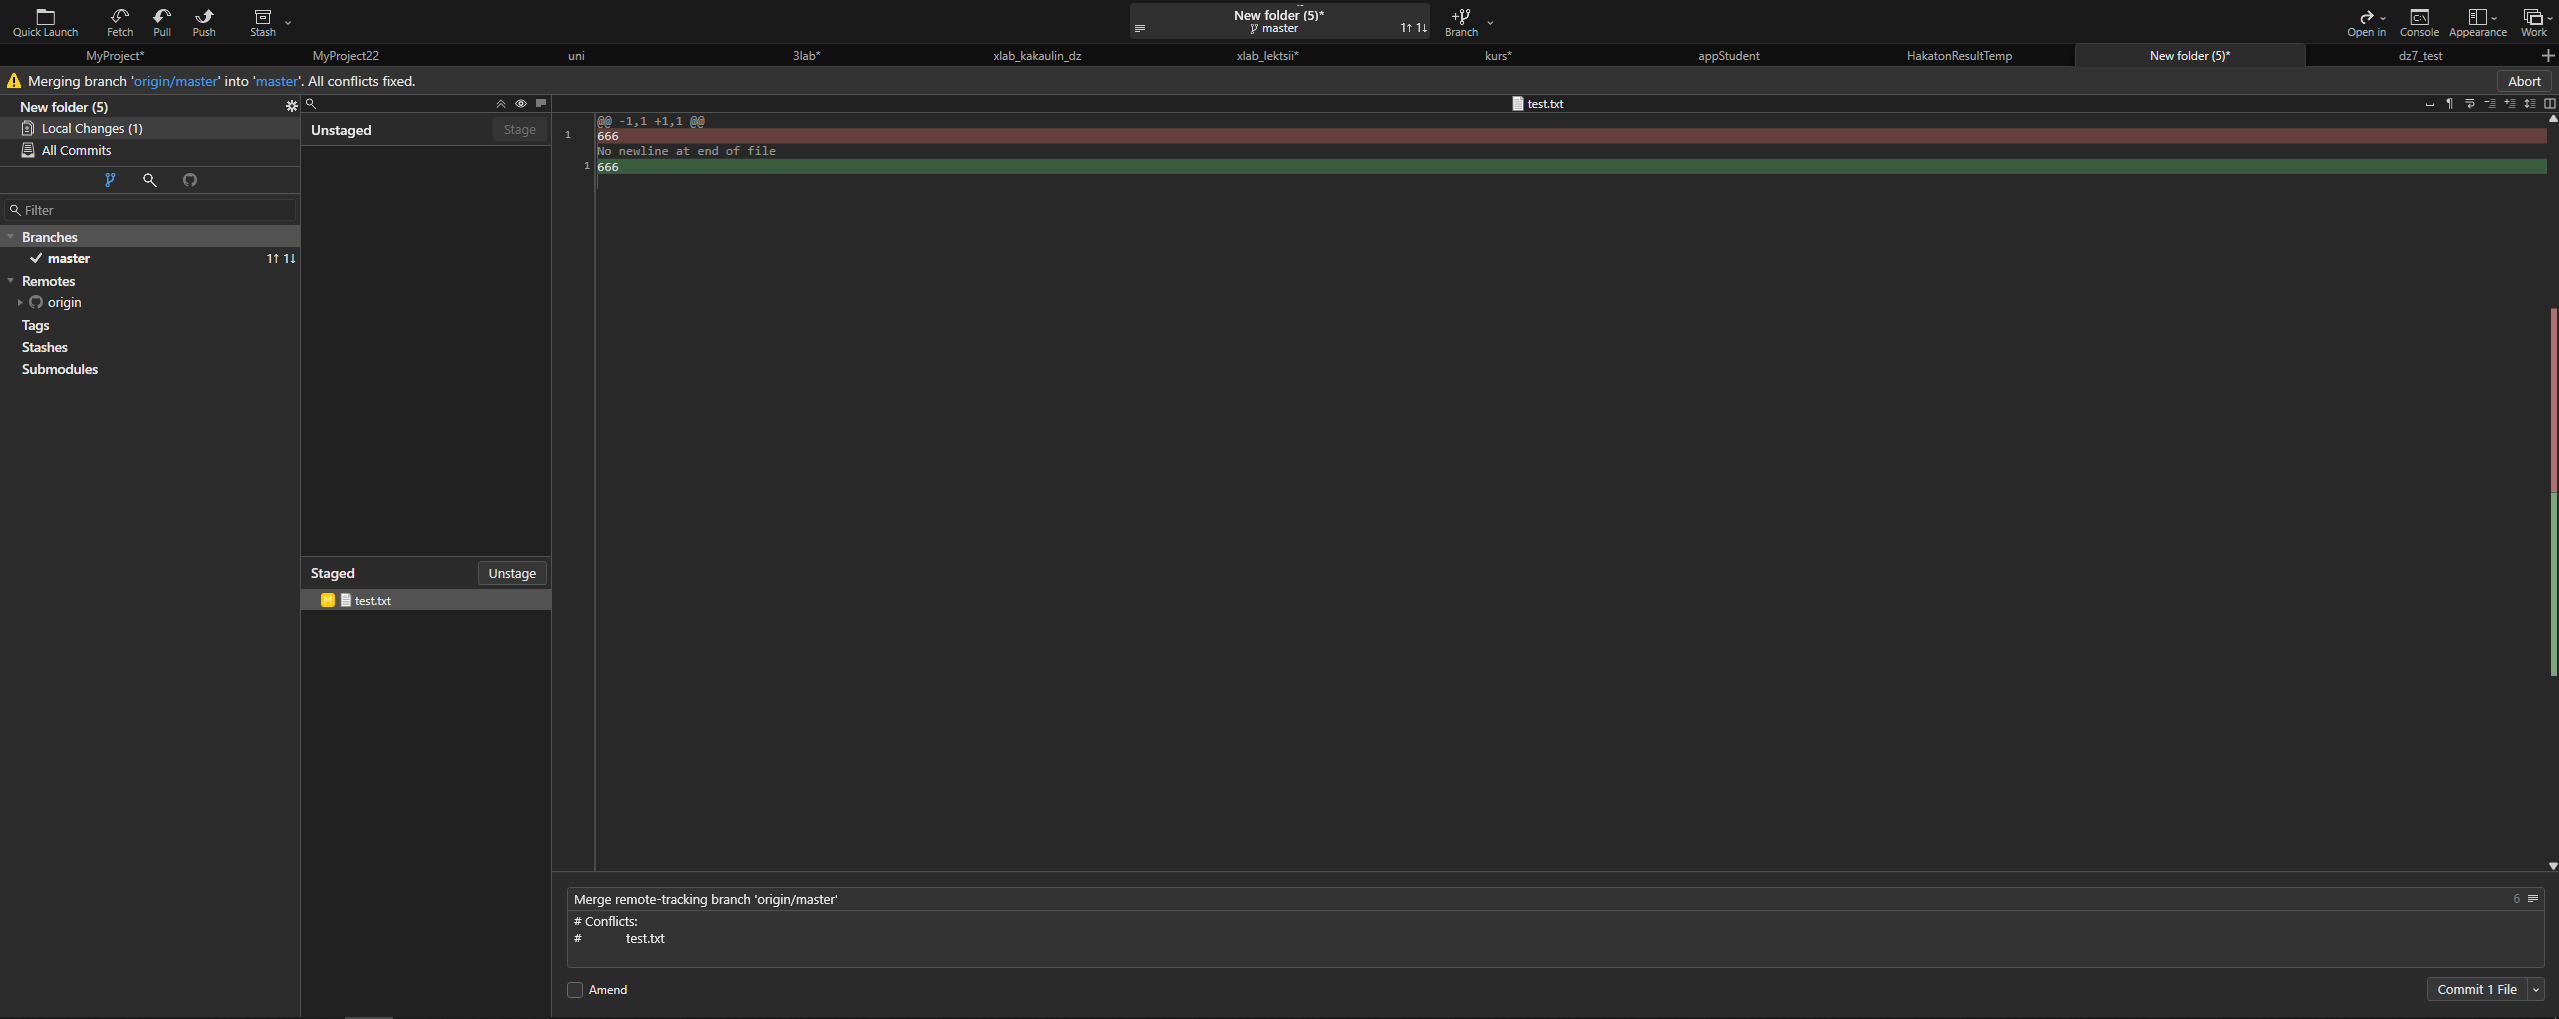 Quick Launch
Fetch
Pull
Push
Stash
New folder (5)*
master
1↑ 1↓
Branch
Open in
Console
Appearance
Work
MyProject*
MyProject22
uni
3lab*
xlab_kakaulin_dz
xlab_lektsii*
kurs*
appStudent
HakatonResultTemp
New folder (5)*
dz7_test
Merging branch 'origin/master' into 'master'. All conflicts fixed.
Abort
New folder (5)
Local Changes (1)
All Commits
Filter
Branches
master
1↑ 1↓
Remotes
origin
Tags
Stashes
Submodules
Unstaged
Stage
Staged
Unstage
M test.txt
test.txt
@@ -1,1 +1,1 @@
1 666
No newline at end of file
1 666
Merge remote-tracking branch 'origin/master'
6
# Conflicts:
# test.txt
Amend
Commit 1 File